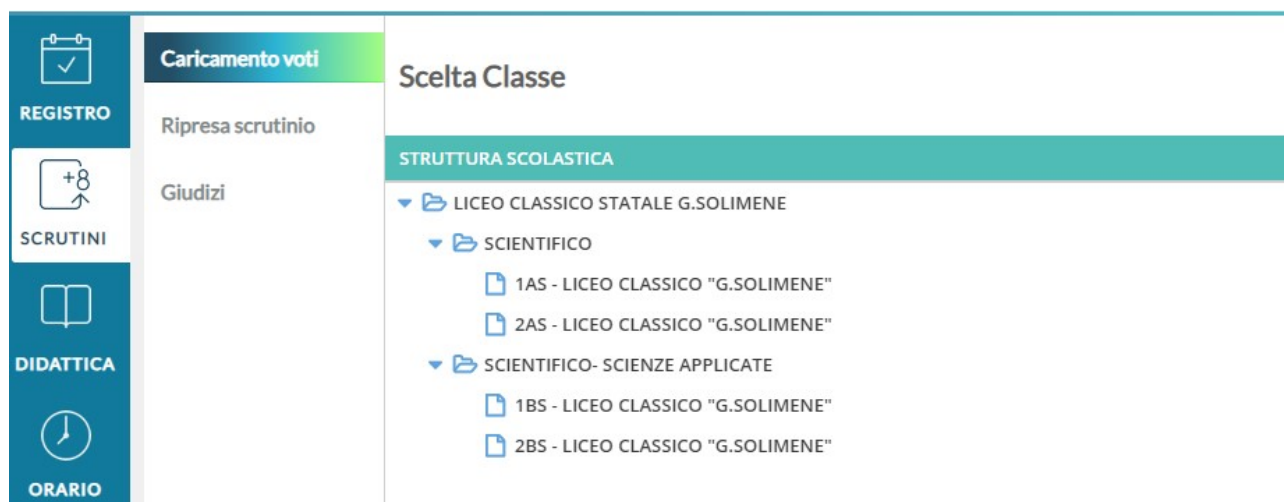 REGISTRO
+8
SCRUTINI
DIDATTICA
ORARIO
Caricamento voti
Ripresa scrutinio
Giudizi
Scelta Classe
STRUTTURA SCOLASTICA
LICEO CLASSICO STATALE G.SOLIMENE
SCIENTIFICO
1AS - LICEO CLASSICO "G.SOLIMENE"
2AS - LICEO CLASSICO "G.SOLIMENE"
SCIENTIFICO- SCIENZE APPLICATE
1BS - LICEO CLASSICO "G.SOLIMENE"
2BS - LICEO CLASSICO "G.SOLIMENE"